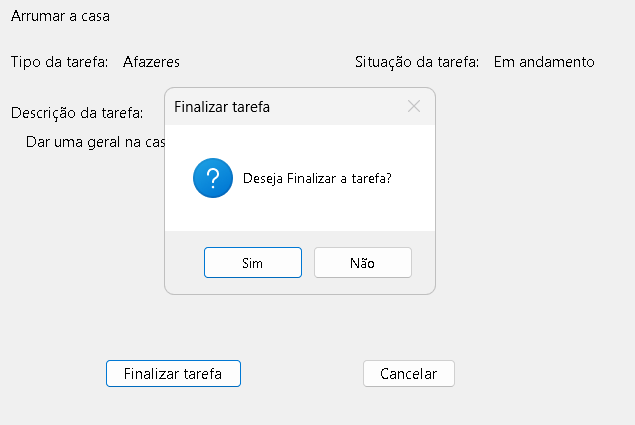 Arrumar a casa
Tipo da tarefa: Afazeres
Situação da tarefa: Em andamento
Descrição da tarefa:
Dar uma geral na
Finalizar tarefa
?
Deseja Finalizar a tarefa?
Sim
Não
Finalizar tarefa
Cancelar